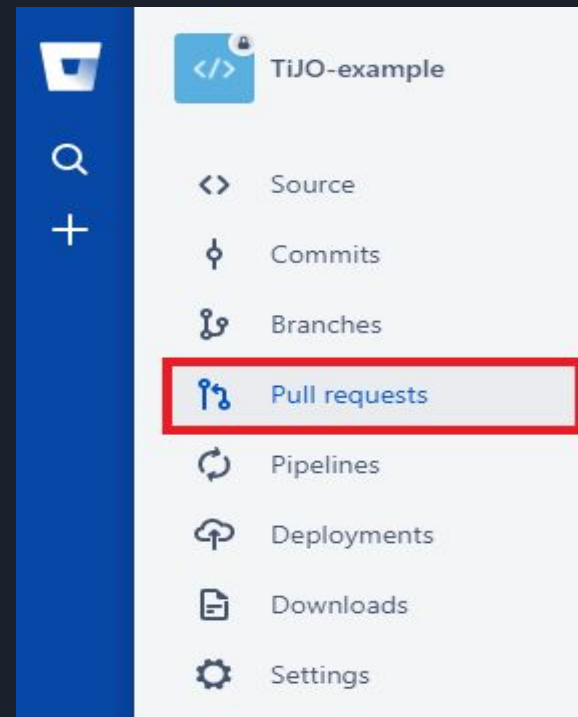 TiJO-example
Source
Commits
Branches
Pull requests
Pipelines
Deployments
Downloads
Settings